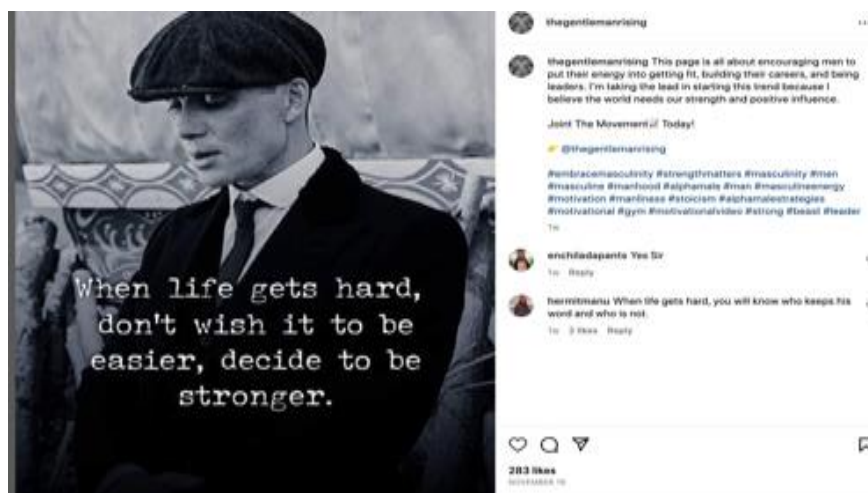 When life gets hard,
don't wish it to be
easier, decide to be
stronger.
thegentlemanrising
thegentlemanrising This page is all about encouraging men to
put their energy into getting fit, building their careers, and being
leaders. I'm taking the lead in starting this trend because I
believe the world needs our strength and positive influence.
Joint The Movement Today!
@thegentlemanrising
#embracemasculinity #strengthmatters #masculinity #men
#masculine #manhood #alphamale #man #masculineenergy
#motivation #manliness #stoicism #alphamalestrategies
#motivational #gym #motivationalvideo #strong #beast #leader
1w
enchiladapants Yes Sir
1w Reply
hermitmanu When life gets hard, you will know who keeps his
word and who is not.
1w 3 likes Reply
283 likes